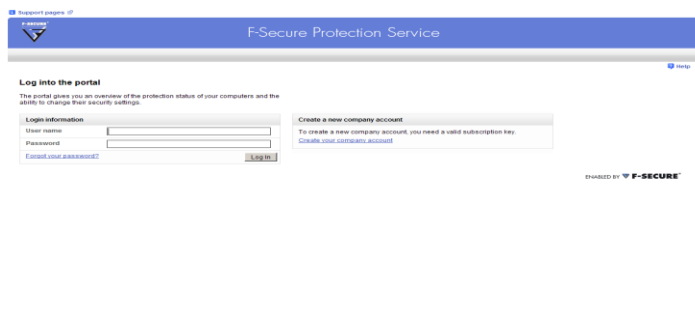 Support pages
F-SECURE
F-Secure Protection Service
Help
Log into the portal
The portal gives you an overview of the protection status of your computers and the
ability to change their security settings.
Login information
User name
Password
Forgot your password?
Log in
Create a new company account
To create a new company account, you need a valid subscription key.
Create your company account
ENABLED BY F-SECURE